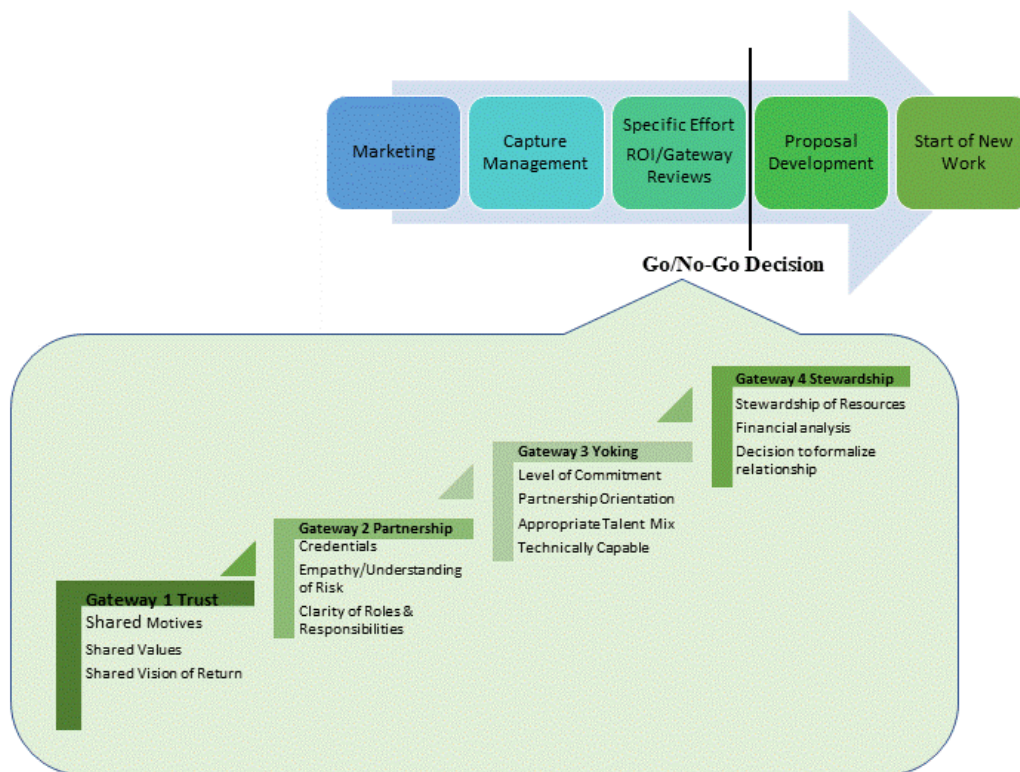 Marketing
Capture
Management
Specific Effort
ROI/Gateway
Reviews
Proposal
Development
Start of New
Work
Go/No-Go Decision
Gateway 1 Trust
Shared Motives
Shared Values
Shared Vision of Return
Gateway 2 Partnership
Credentials
Empathy/Understanding
of Risk
Clarity of Roles &
Responsibilities
Gateway 3 Yoking
Level of Commitment
Partnership Orientation
Appropriate Talent Mix
Technically Capable
Gateway 4 Stewardship
Stewardship of Resources
Financial analysis
Decision to formalize
relationship